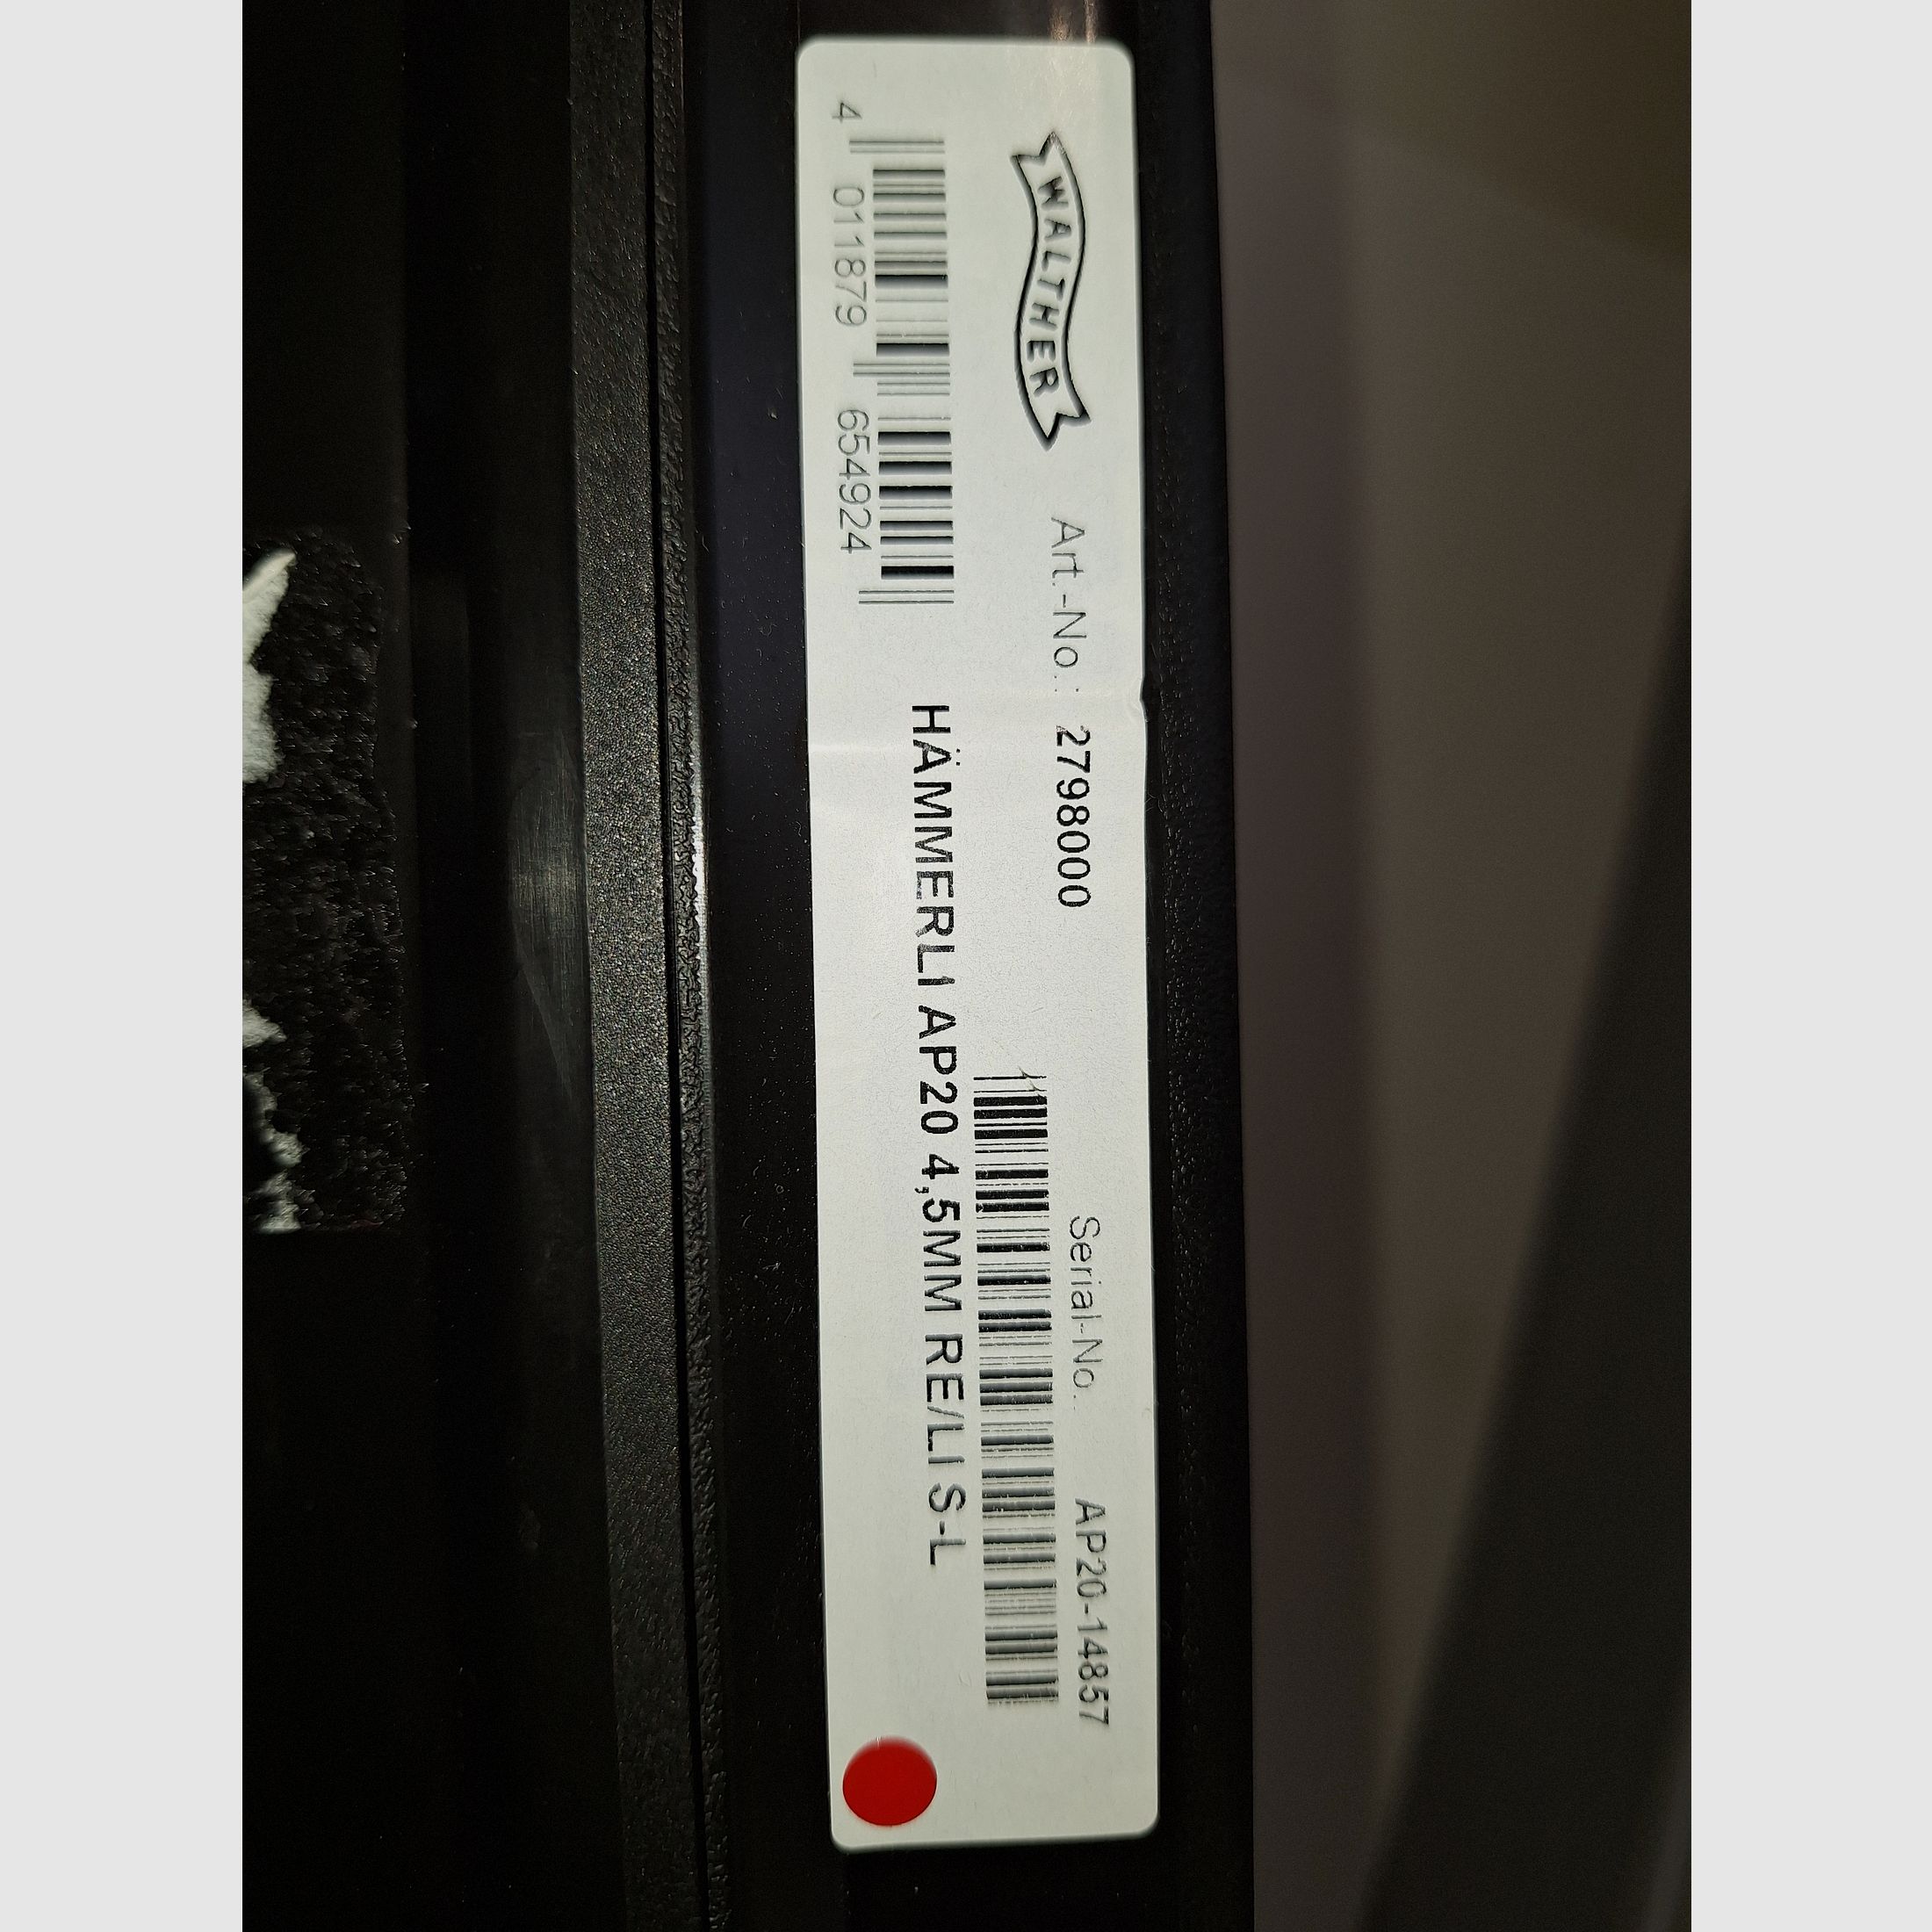 WALTHER
Art.-No.: 2798000
Serial-No. AP20-14857
4 011879 654924
HÄMMERLI AP20 4,5MM RE/LI S-L